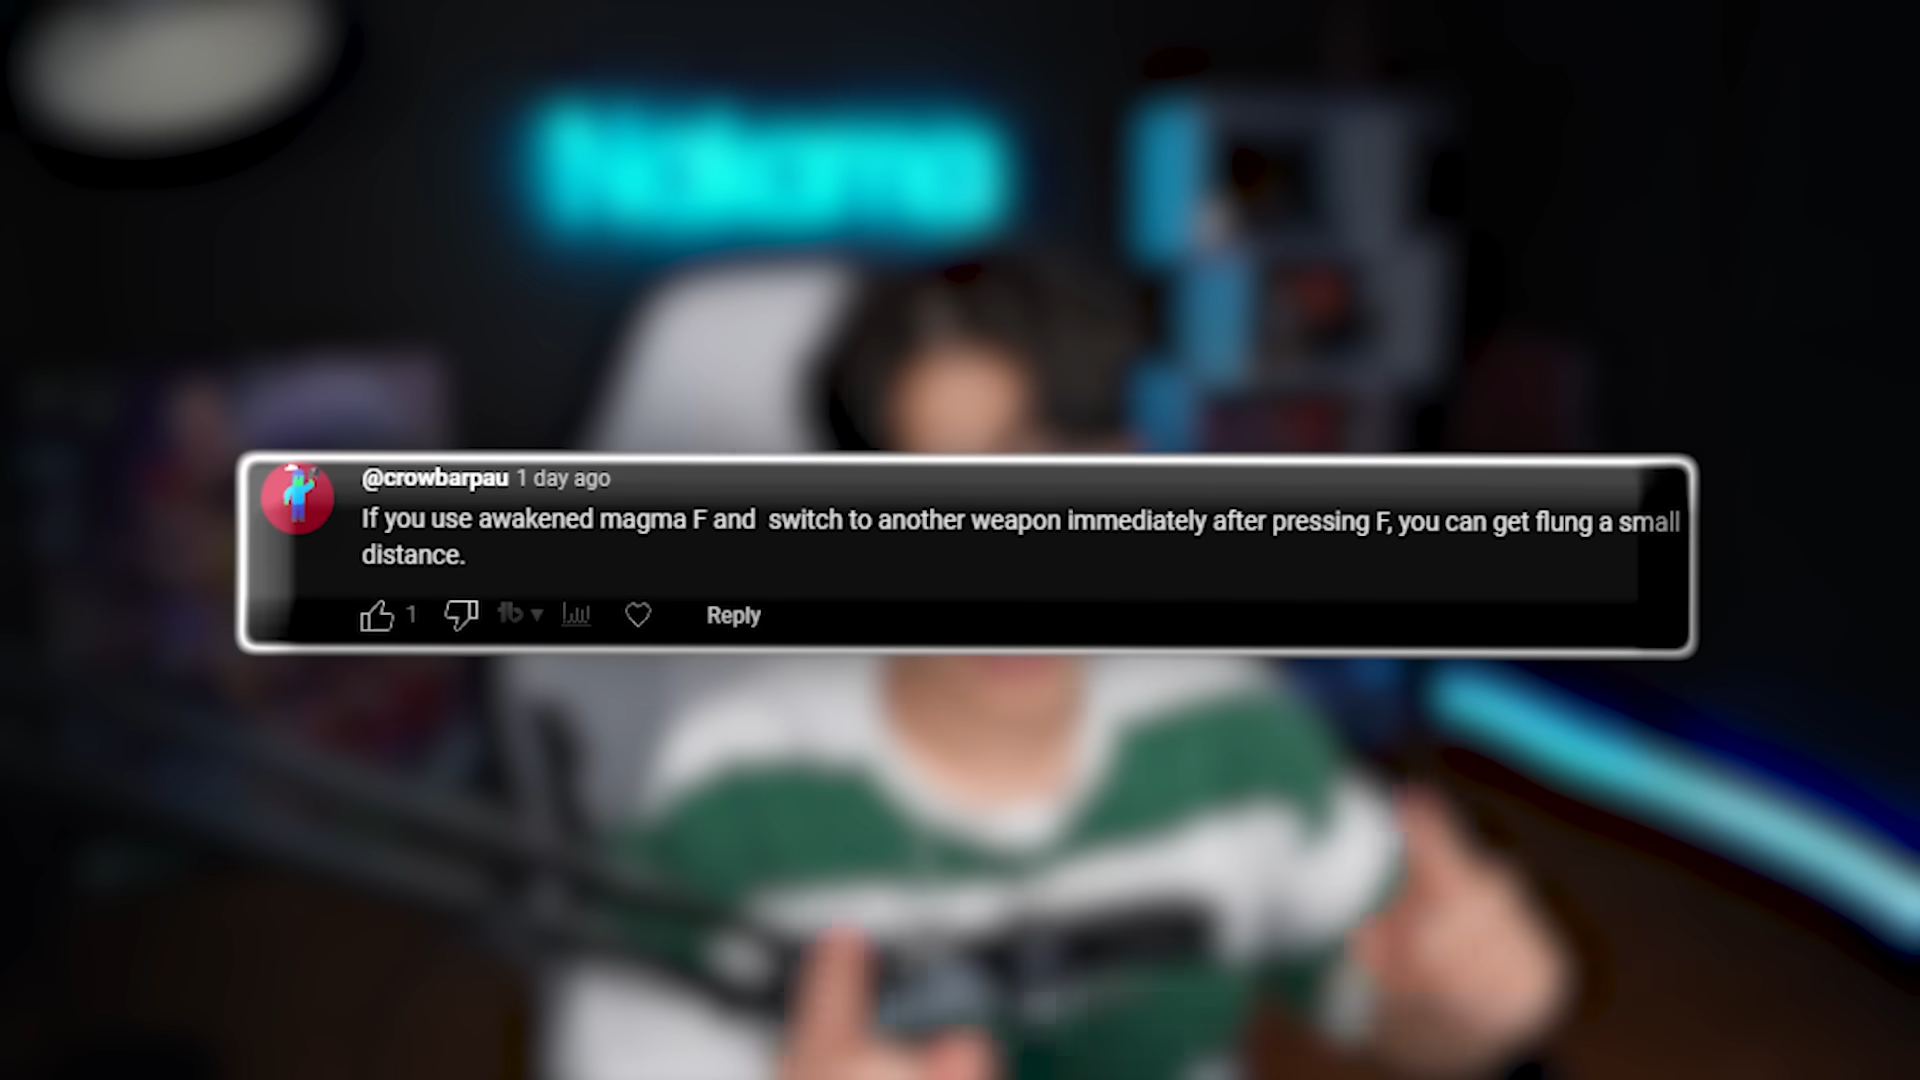 @crowbarpau 1 day ago
If you use awakened magma F and switch to another weapon immediately after pressing F, you can get flung a small
distance.
1
Reply